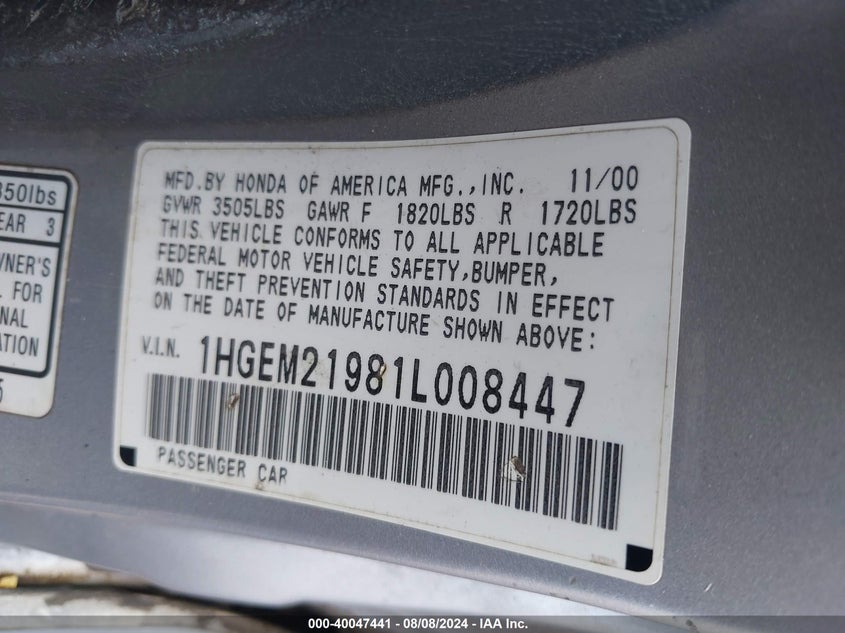 350lbs
EAR 3
NER'S
FOR
NAL
ATION
5
MFD.BY HONDA OF AMERICA MFG.,INC. 11/00
GVWR 3505LBS GAWR F 1820LBS R 1720LBS
THIS VEHICLE CONFORMS TO ALL APPLICABLE
FEDERAL MOTOR VEHICLE SAFETY,BUMPER,
AND THEFT PREVENTION STANDARDS IN EFFECT
ON THE DATE OF MANUFACTURE SHOWN ABOVE:
V.I.N. 1HGEM21981L008447
PASSENGER CAR
000-40047441 - 08/08/2024 - IAA Inc.